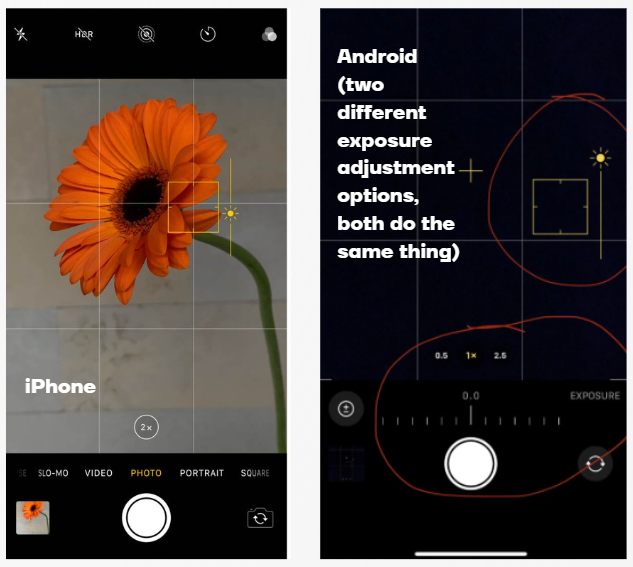 HDR
iPhone
2×
SLO-MO VIDEO PHOTO PORTRAIT SQUARE
Android
(two
different
exposure
adjustment
options,
both do the
same thing)
0.5 1× 2.5
0.0 EXPOSURE